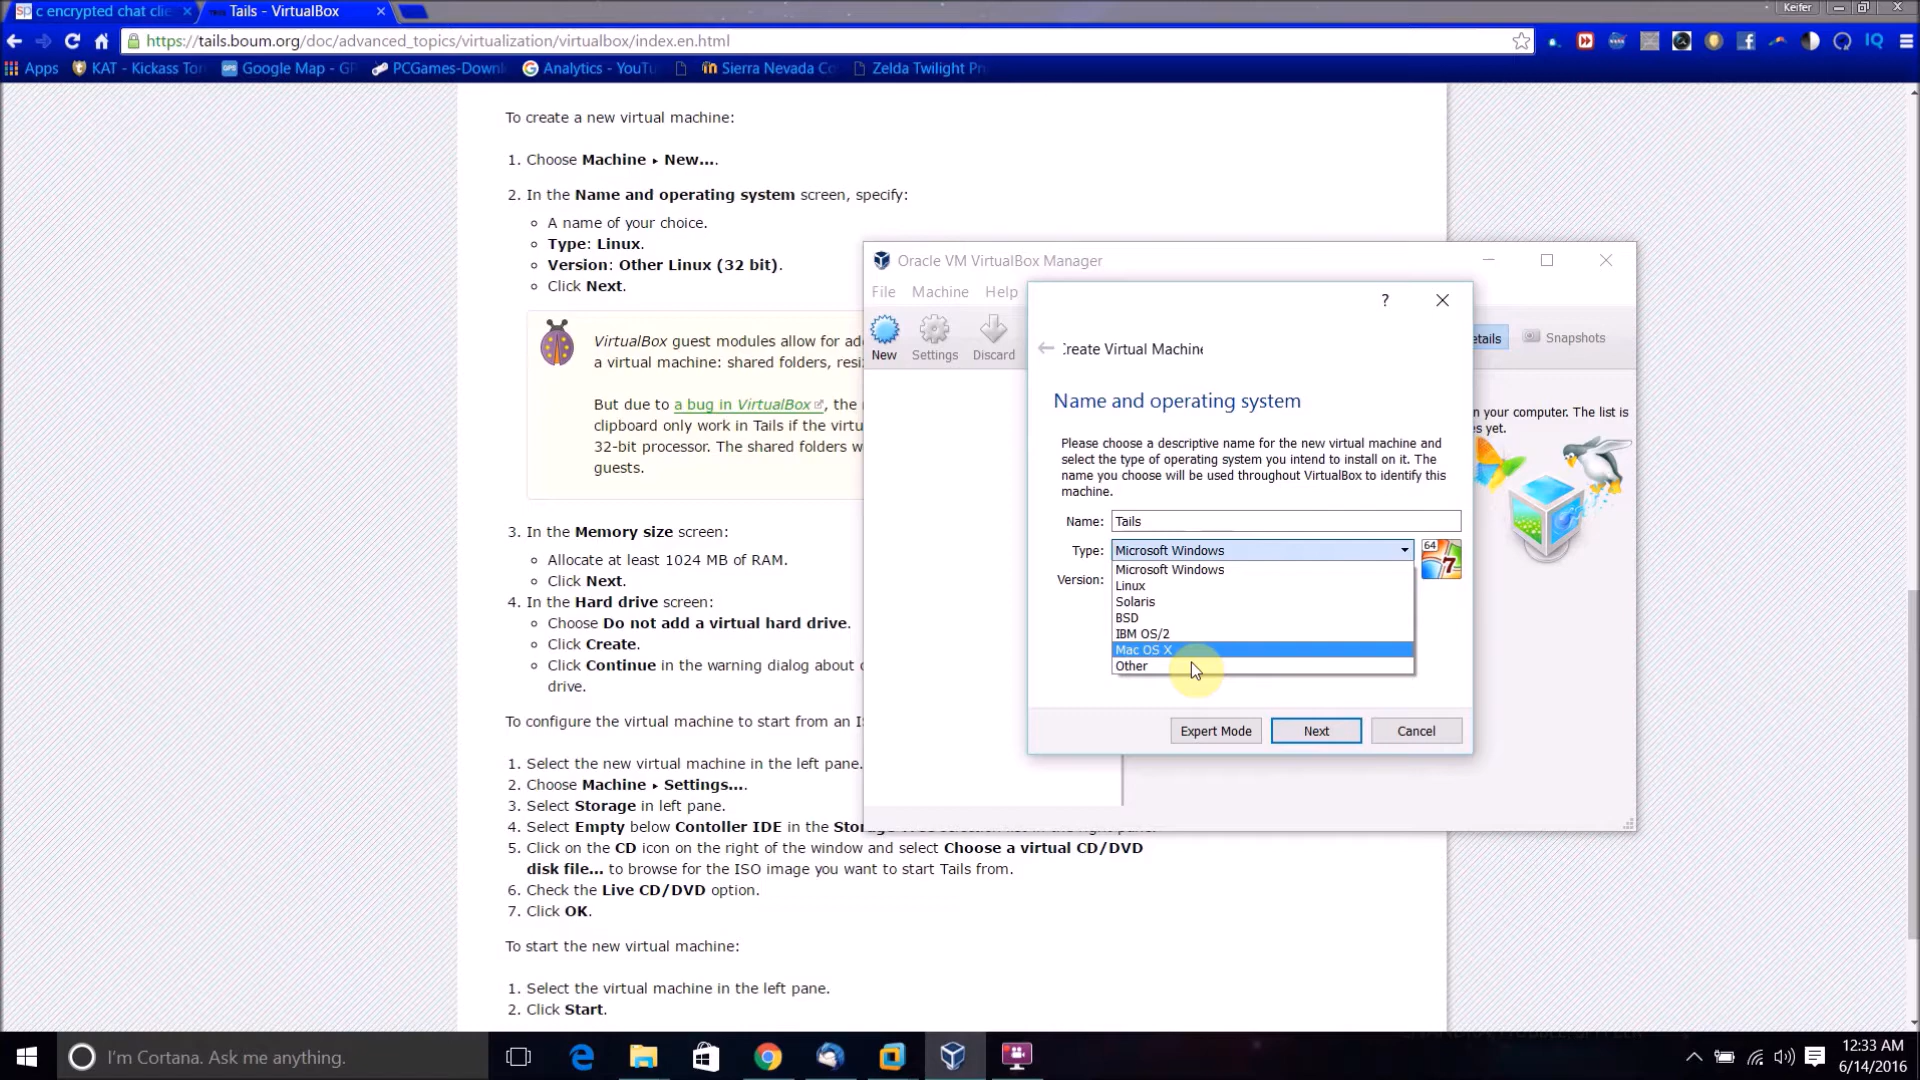 c encrypted chat clie
Tails - VirtualBox
Keifer
https://tails.boum.org/doc/advanced_topics/virtualization/virtualbox/index.en.html
Apps
KAT - Kickass Tor
Google Map - GP
PCGames-Downl
Analytics - YouTu
Sierra Nevada Co
Zelda Twilight Pr
To create a new virtual machine:
1. Choose Machine ▸ New....
2. In the Name and operating system screen, specify:
A name of your choice.
Type: Linux.
Version: Other Linux (32 bit).
Click Next.
VirtualBox guest modules allow for ad
a virtual machine: shared folders, resi
But due to a bug in VirtualBox, the
clipboard only work in Tails if the virtu
32-bit processor. The shared folders w
guests.
3. In the Memory size screen:
Allocate at least 1024 MB of RAM.
Click Next.
4. In the Hard drive screen:
Choose Do not add a virtual hard drive.
Click Create.
Click Continue in the warning dialog about
drive.
To configure the virtual machine to start from an I
1. Select the new virtual machine in the left pane.
2. Choose Machine ▸ Settings....
3. Select Storage in left pane.
4. Select Empty below Contoller IDE in the
5. Click on the CD icon on the right of the window and select Choose a virtual CD/DVD
disk file... to browse for the ISO image you want to start Tails from.
6. Check the Live CD/DVD option.
7. Click OK.
To start the new virtual machine:
1. Select the virtual machine in the left pane.
2. Click Start.
Oracle VM VirtualBox Manager
File
Machine
Help
New
Settings
Discard
etails
Snapshots
n your computer. The list is
s yet.
?
Create Virtual Machine
Name and operating system
Please choose a descriptive name for the new virtual machine and
select the type of operating system you intend to install on it. The
name you choose will be used throughout VirtualBox to identify this
machine.
Name: Tails
Type: Microsoft Windows
64
7
Version:
Microsoft Windows
Linux
Solaris
BSD
IBM OS/2
Mac OS X
Other
Expert Mode
Next
Cancel
I'm Cortana. Ask me anything.
12:33 AM
6/14/2016